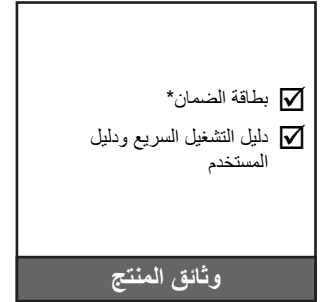 بطاقة الضمان*
دليل التشغيل السريع ودليل
المستخدم
وثائق المنتج